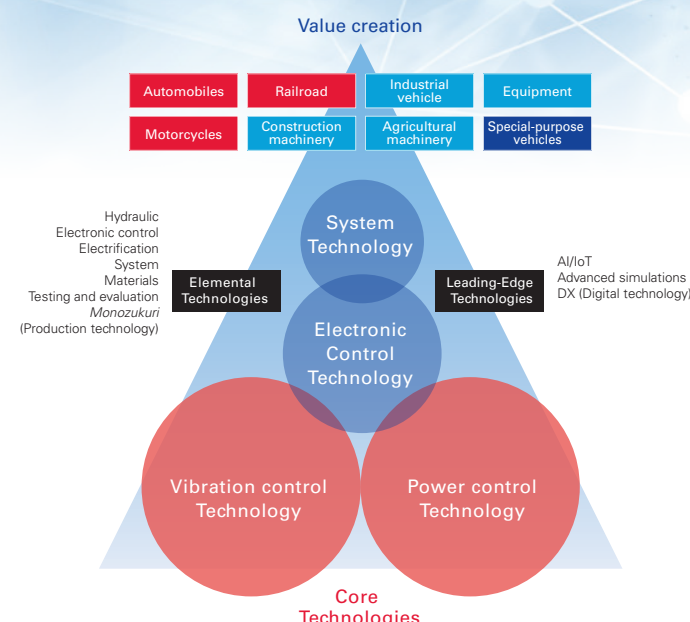 Value creation
Automobiles
Railroad
Industrial
vehicle
Equipment
Motorcycles
Construction
machinery
Agricultural
machinery
Special-purpose
vehicles
Hydraulic
Electronic control
Electrification
System
Materials
Testing and evaluation
Monozukuri
(Production technology)
Elemental
Technologies
System
Technology
Leading-Edge
Technologies
AI/IoT
Advanced simulations
DX (Digital technology)
Electronic
Control
Technology
Vibration control
Technology
Power control
Technology
Core
Technologies